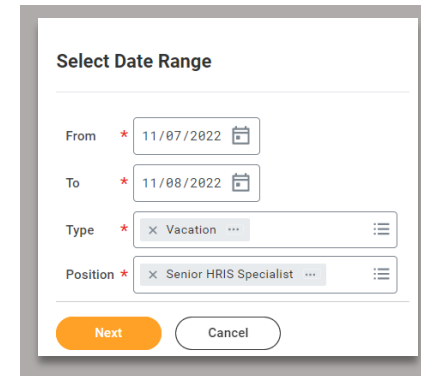 Select Date Range
From * 11/07/2022
To * 11/08/2022
Type * × Vacation ···
Position * × Senior HRIS Specialist ···
Next Cancel